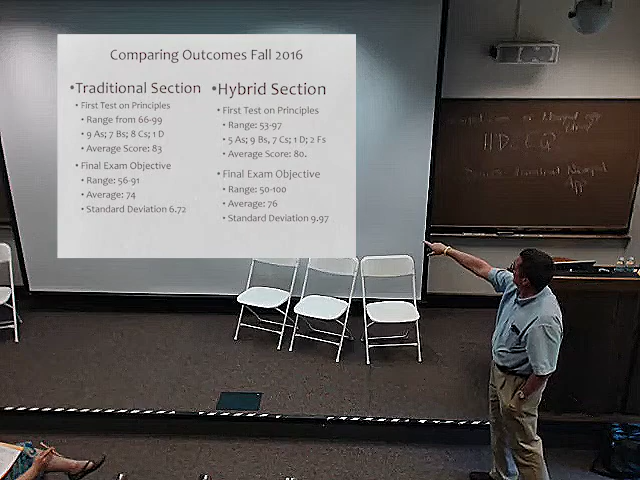 Comparing Outcomes Fall 2016
•Traditional Section
• First Test on Principles
• Range from 66-99
• 9 As; 7 Bs; 8 Cs; 1 D
• Average Score: 83
• Final Exam Objective
• Range: 56-91
• Average: 74
• Standard Deviation 6.72
•Hybrid Section
• First Test on Principles
• Range: 53-97
• 5 As; 9 Bs, 7 Cs; 1 D; 2 Fs
• Average Score: 80.
• Final Exam Objective
• Range: 50-100
• Average: 76
• Standard Deviation 9.97